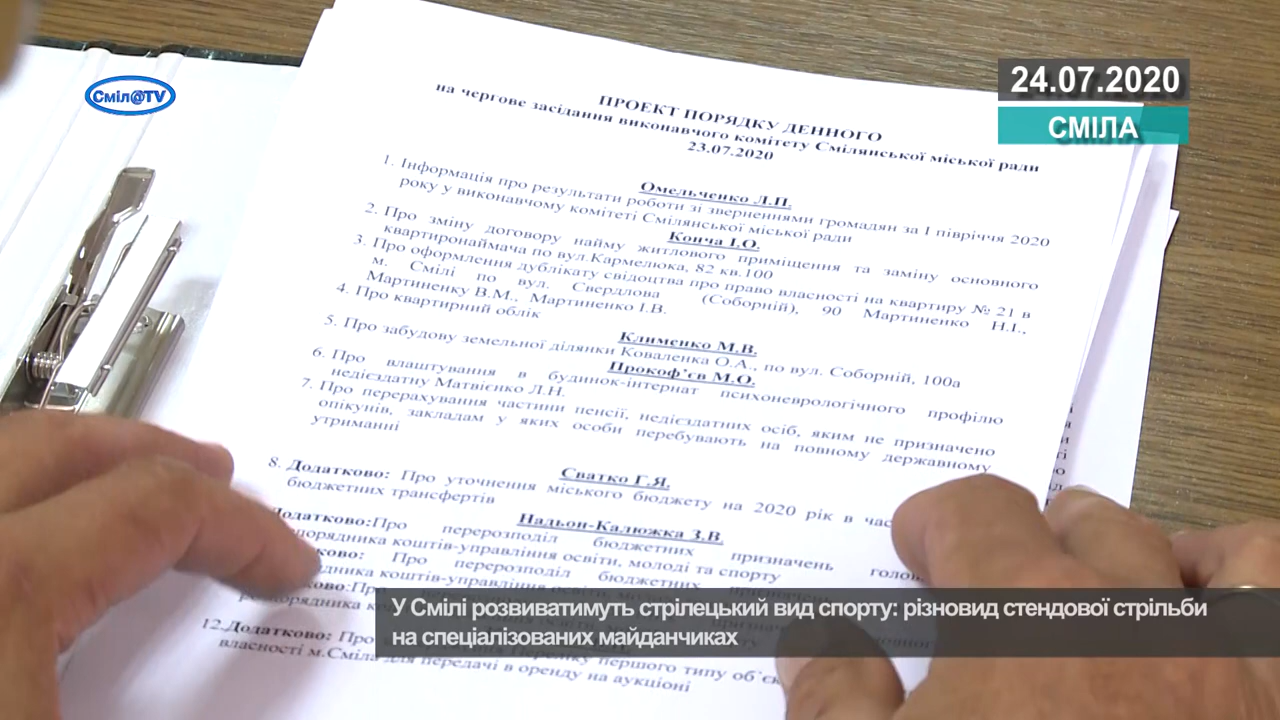 Сміл@TV
24.07.2020
СМІЛА
ПРОЕКТ ПОРЯДКУ ДЕННОГО
на чергове засідання виконавчого комітету Смілянської міської ради
23.07.2020
Омельченко Л.П.
1. Інформація про результати роботи зі зверненнями громадян за І півріччя 2020
року у виконавчому комітеті Смілянської міської ради
Конча І.О.
2. Про зміну договору найму житлового приміщення та заміну основного
квартиронаймача по вул.Кармелюка, 82 кв.100
3. Про оформлення дублікату свідоцтва про право власності на квартиру № 21 в
м. Смілі по вул. Свердлова (Соборній), 90 Мартиненко Н.І.,
Мартиненку В.М., Мартиненко І.В.
4. Про квартирний облік
Клименко М.В.
5. Про забудову земельної ділянки Коваленка О.А., по вул. Соборній, 100а
Прокоф’єв М.О.
6. Про влаштування в будинок-інтернат психоневрологічного профілю
недієздатну Матвієнко Л.Н.
7. Про перерахування частини пенсії, недієздатних осіб, яким не призначено
опікунів, закладам у яких особи перебувають на повному державному
утриманні
Сватко Г.Я.
8. Додатково: Про уточнення міського бюджету на 2020 рік в час
бюджетних трансфертів
Надьон-Калюжка З.В.
Додатково:Про перерозподіл бюджетних призначень голов
порядника коштів-управління освіти, молоді та спорту
Про перерозподіл бюджетних
12.Додатково: Про
Переліку першого типу об’єк
власності м.Сміла для передачі в оренду на аукціоні
У Смілі розвиватимуть стрілецький вид спорту: різновид стендової стрільби
на спеціалізованих майданчиках